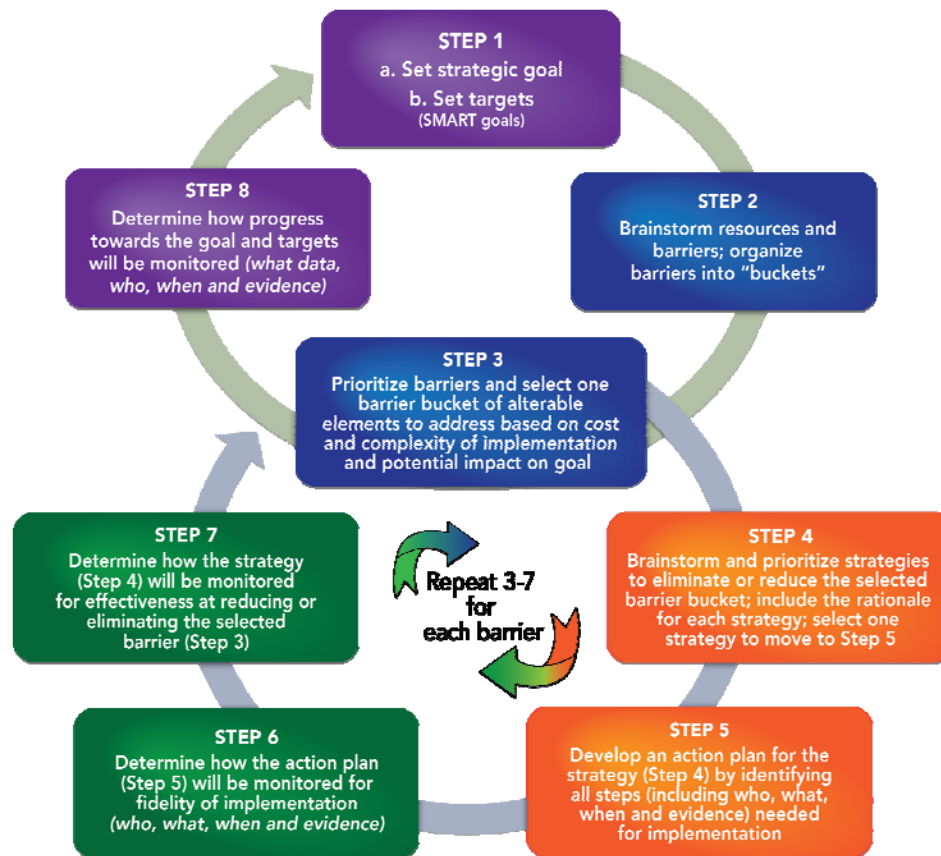 STEP 1
a. Set strategic goal
b. Set targets
(SMART goals)
STEP 2
Brainstorm resources and
barriers; organize
barriers into “buckets”
STEP 3
Prioritize barriers and select one
barrier bucket of alterable
elements to address based on cost
and complexity of implementation
and potential impact on goal
STEP 4
Brainstorm and prioritize strategies
to eliminate or reduce the selected
barrier bucket; include the rationale
for each strategy; select one
strategy to move to Step 5
STEP 5
Develop an action plan for the
strategy (Step 4) by identifying
all steps (including who, what,
when and evidence) needed
for implementation
STEP 6
Determine how the action plan
(Step 5) will be monitored for
fidelity of implementation
(who, what, when and evidence)
STEP 7
Determine how the strategy
(Step 4) will be monitored
for effectiveness at reducing or
eliminating the selected
barrier (Step 3)
STEP 8
Determine how progress
towards the goal and targets
will be monitored (what data,
who, when and evidence)
Repeat 3-7
for
each barrier